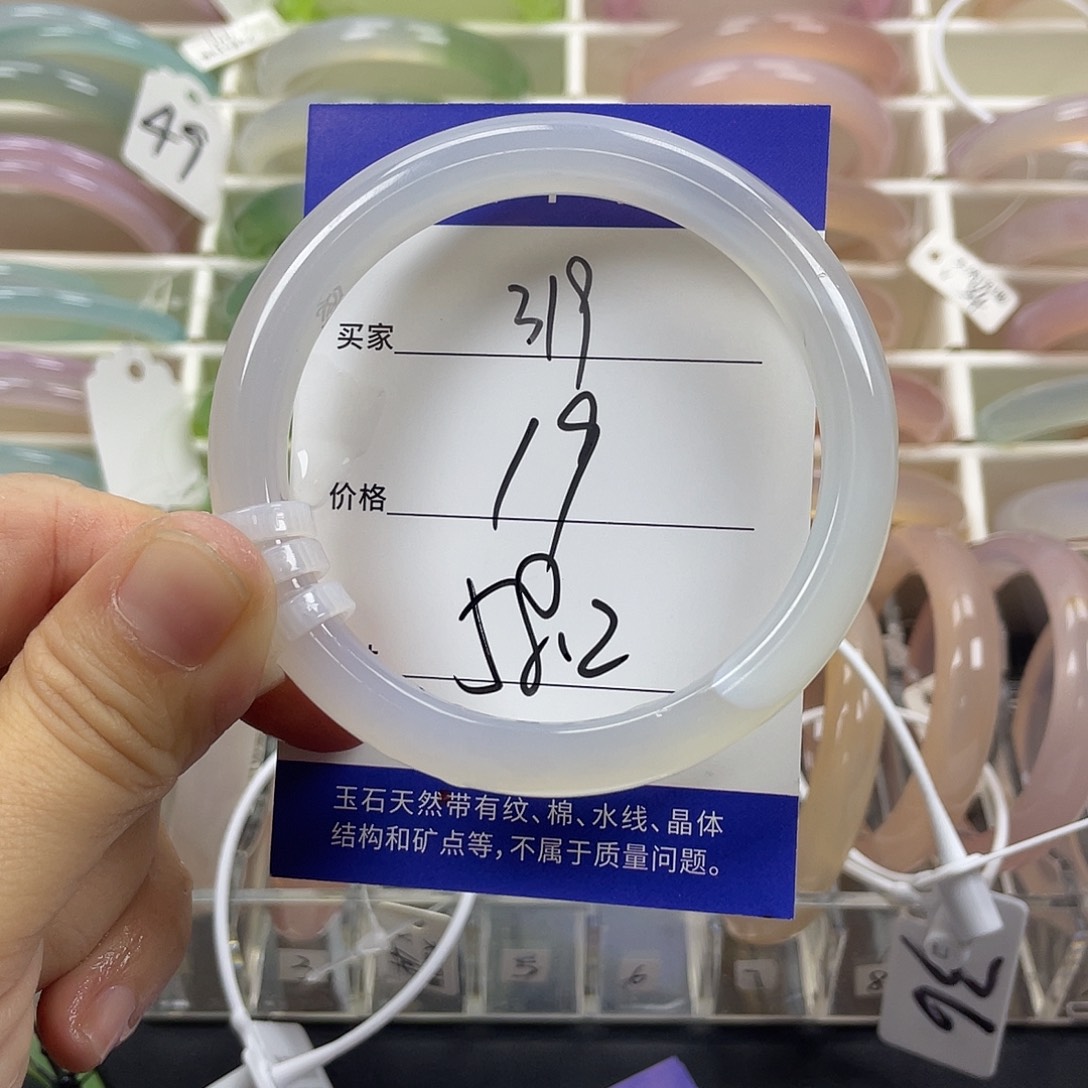 49
买家 319
价格 19
58.2
玉石天然带有纹、棉、水线、晶体
结构和矿点等,不属于质量问题。
2
5
6
7
8
36